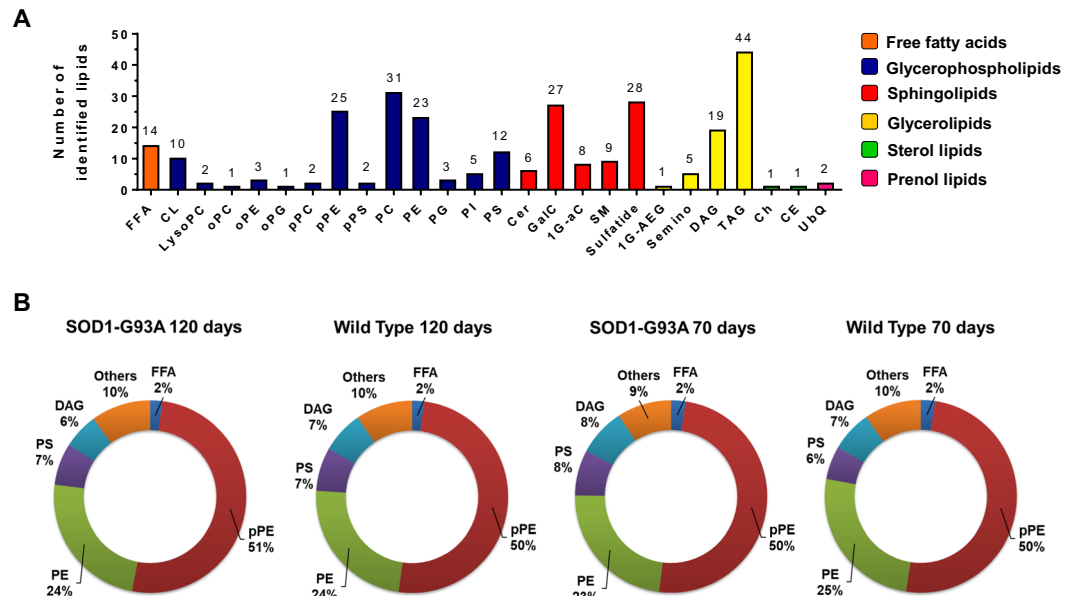 A
Number of
identified lipids
50
40
30
20
10
0
14
10
2
1
3
1
2
25
2
31
23
3
5
12
6
27
8
9
28
1
5
19
44
1
1
2
FFA
CL
LysoPC
oPC
oPE
oPG
pPC
pPE
pPS
PC
PE
PG
PI
PS
Cer
GalC
1G-aC
SM
Sulfatide
1G-AEG
Semino
DAG
TAG
Ch
CE
UbQ
Free fatty acids
Glycerophospholipids
Sphingolipids
Glycerolipids
Sterol lipids
Prenol lipids
B
SOD1-G93A 120 days
Others
10%
FFA
2%
DAG
6%
PS
7%
pPE
51%
PE
24%
Wild Type 120 days
Others
10%
FFA
2%
DAG
7%
PS
7%
pPE
50%
PE
24%
SOD1-G93A 70 days
Others
9%
FFA
2%
DAG
8%
PS
8%
pPE
50%
PE
23%
Wild Type 70 days
Others
10%
FFA
2%
DAG
7%
PS
6%
pPE
50%
PE
25%